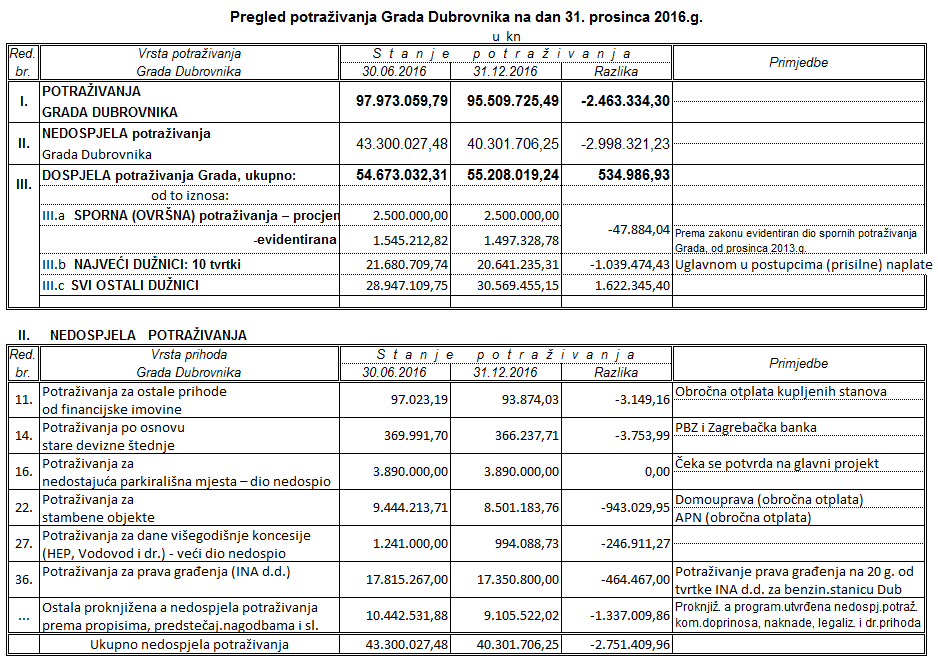 Pregled potraživanja Grada Dubrovnika na dan 31. prosinca 2016.g.
u kn
Red. br. Vrsta potraživanja Grada Dubrovnika Stanje potraživanja Primjedbe
30.06.2016 31.12.2016 Razlika
I. POTRAŽIVANJA
GRADA DUBROVNIKA 97.973.059,79 95.509.725,49 -2.463.334,30
II. NEDOSPJELA potraživanja
Grada Dubrovnika 43.300.027,48 40.301.706,25 -2.998.321,23
III. DOSPJELA potraživanja Grada, ukupno: 54.673.032,31 55.208.019,24 534.986,93
od to iznosa:
III.a SPORNA (OVRŠNA) potraživanja – procjen 2.500.000,00 2.500.000,00
-evidentirana 1.545.212,82 1.497.328,78 -47.884,04 Prema zakonu evidentiran dio spornih potraživanja
Grada, od prosinca 2013.g.
III.b NAJVEĆI DUŽNICI: 10 tvrtki 21.680.709,74 20.641.235,31 -1.039.474,43 Uglavnom u postupcima (prisilne) naplate
III.c SVI OSTALI DUŽNICI 28.947.109,75 30.569.455,15 1.622.345,40
II. NEDOSPJELA POTRAŽIVANJA
Red. br. Vrsta prihoda Grada Dubrovnika Stanje potraživanja Primjedbe
30.06.2016 31.12.2016 Razlika
11. Potraživanja za ostale prihode
od financijske imovine 97.023,19 93.874,03 -3.149,16 Obročna otplata kupljenih stanova
14. Potraživanja po osnovu
stare devizne štednje 369.991,70 366.237,71 -3.753,99 PBZ i Zagrebačka banka
16. Potraživanja za
nedostajuća parkirališna mjesta – dio nedospio 3.890.000,00 3.890.000,00 0,00 Čeka se potvrda na glavni projekt
22. Potraživanja za
stambene objekte 9.444.213,71 8.501.183,76 -943.029,95 Domouprava (obročna otplata)
APN (obročna otplata)
27. Potraživanja za dane višegodišnje koncesije
(HEP, Vodovod i dr.) - veći dio nedospio 1.241.000,00 994.088,73 -246.911,27
36. Potraživanja za prava građenja (INA d.d.) 17.815.267,00 17.350.800,00 -464.467,00 Potraživanje prava građenja na 20 g. od
tvrtke INA d.d. za benzin.stanicu Dub
... Ostala proknjižena a nedospjela potraživanja
prema propisima, predstečaj.nagodbama i sl. 10.442.531,88 9.105.522,02 -1.337.009,86 Proknjiž. a program.utvrđena nedospj.potraž.
kom.doprinosa, naknade, legaliz. i dr.prihoda
Ukupno nedospjela potraživanja 43.300.027,48 40.301.706,25 -2.751.409,96